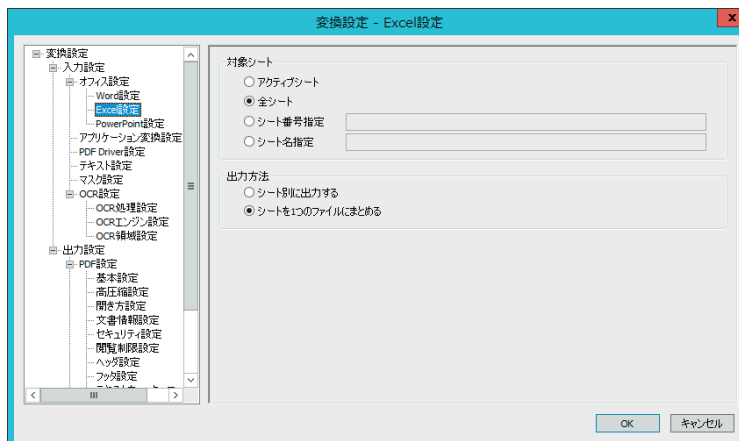 変換設定 - Excel設定
x
変換設定
入力設定
オフィス設定
Word設定
Excel設定
PowerPoint設定
アプリケーション変換設定
PDF Driver設定
テキスト設定
マスク設定
OCR設定
OCR処理設定
OCRエンジン設定
OCR領域設定
出力設定
PDF設定
基本設定
高圧縮設定
開き方設定
文書情報設定
セキュリティ設定
閲覧制限設定
ヘッダ設定
フッタ設定
対象シート
アクティブシート
全シート
シート番号指定
シート名指定
出力方法
シート別に出力する
シートを1つのファイルにまとめる
OK
キャンセル